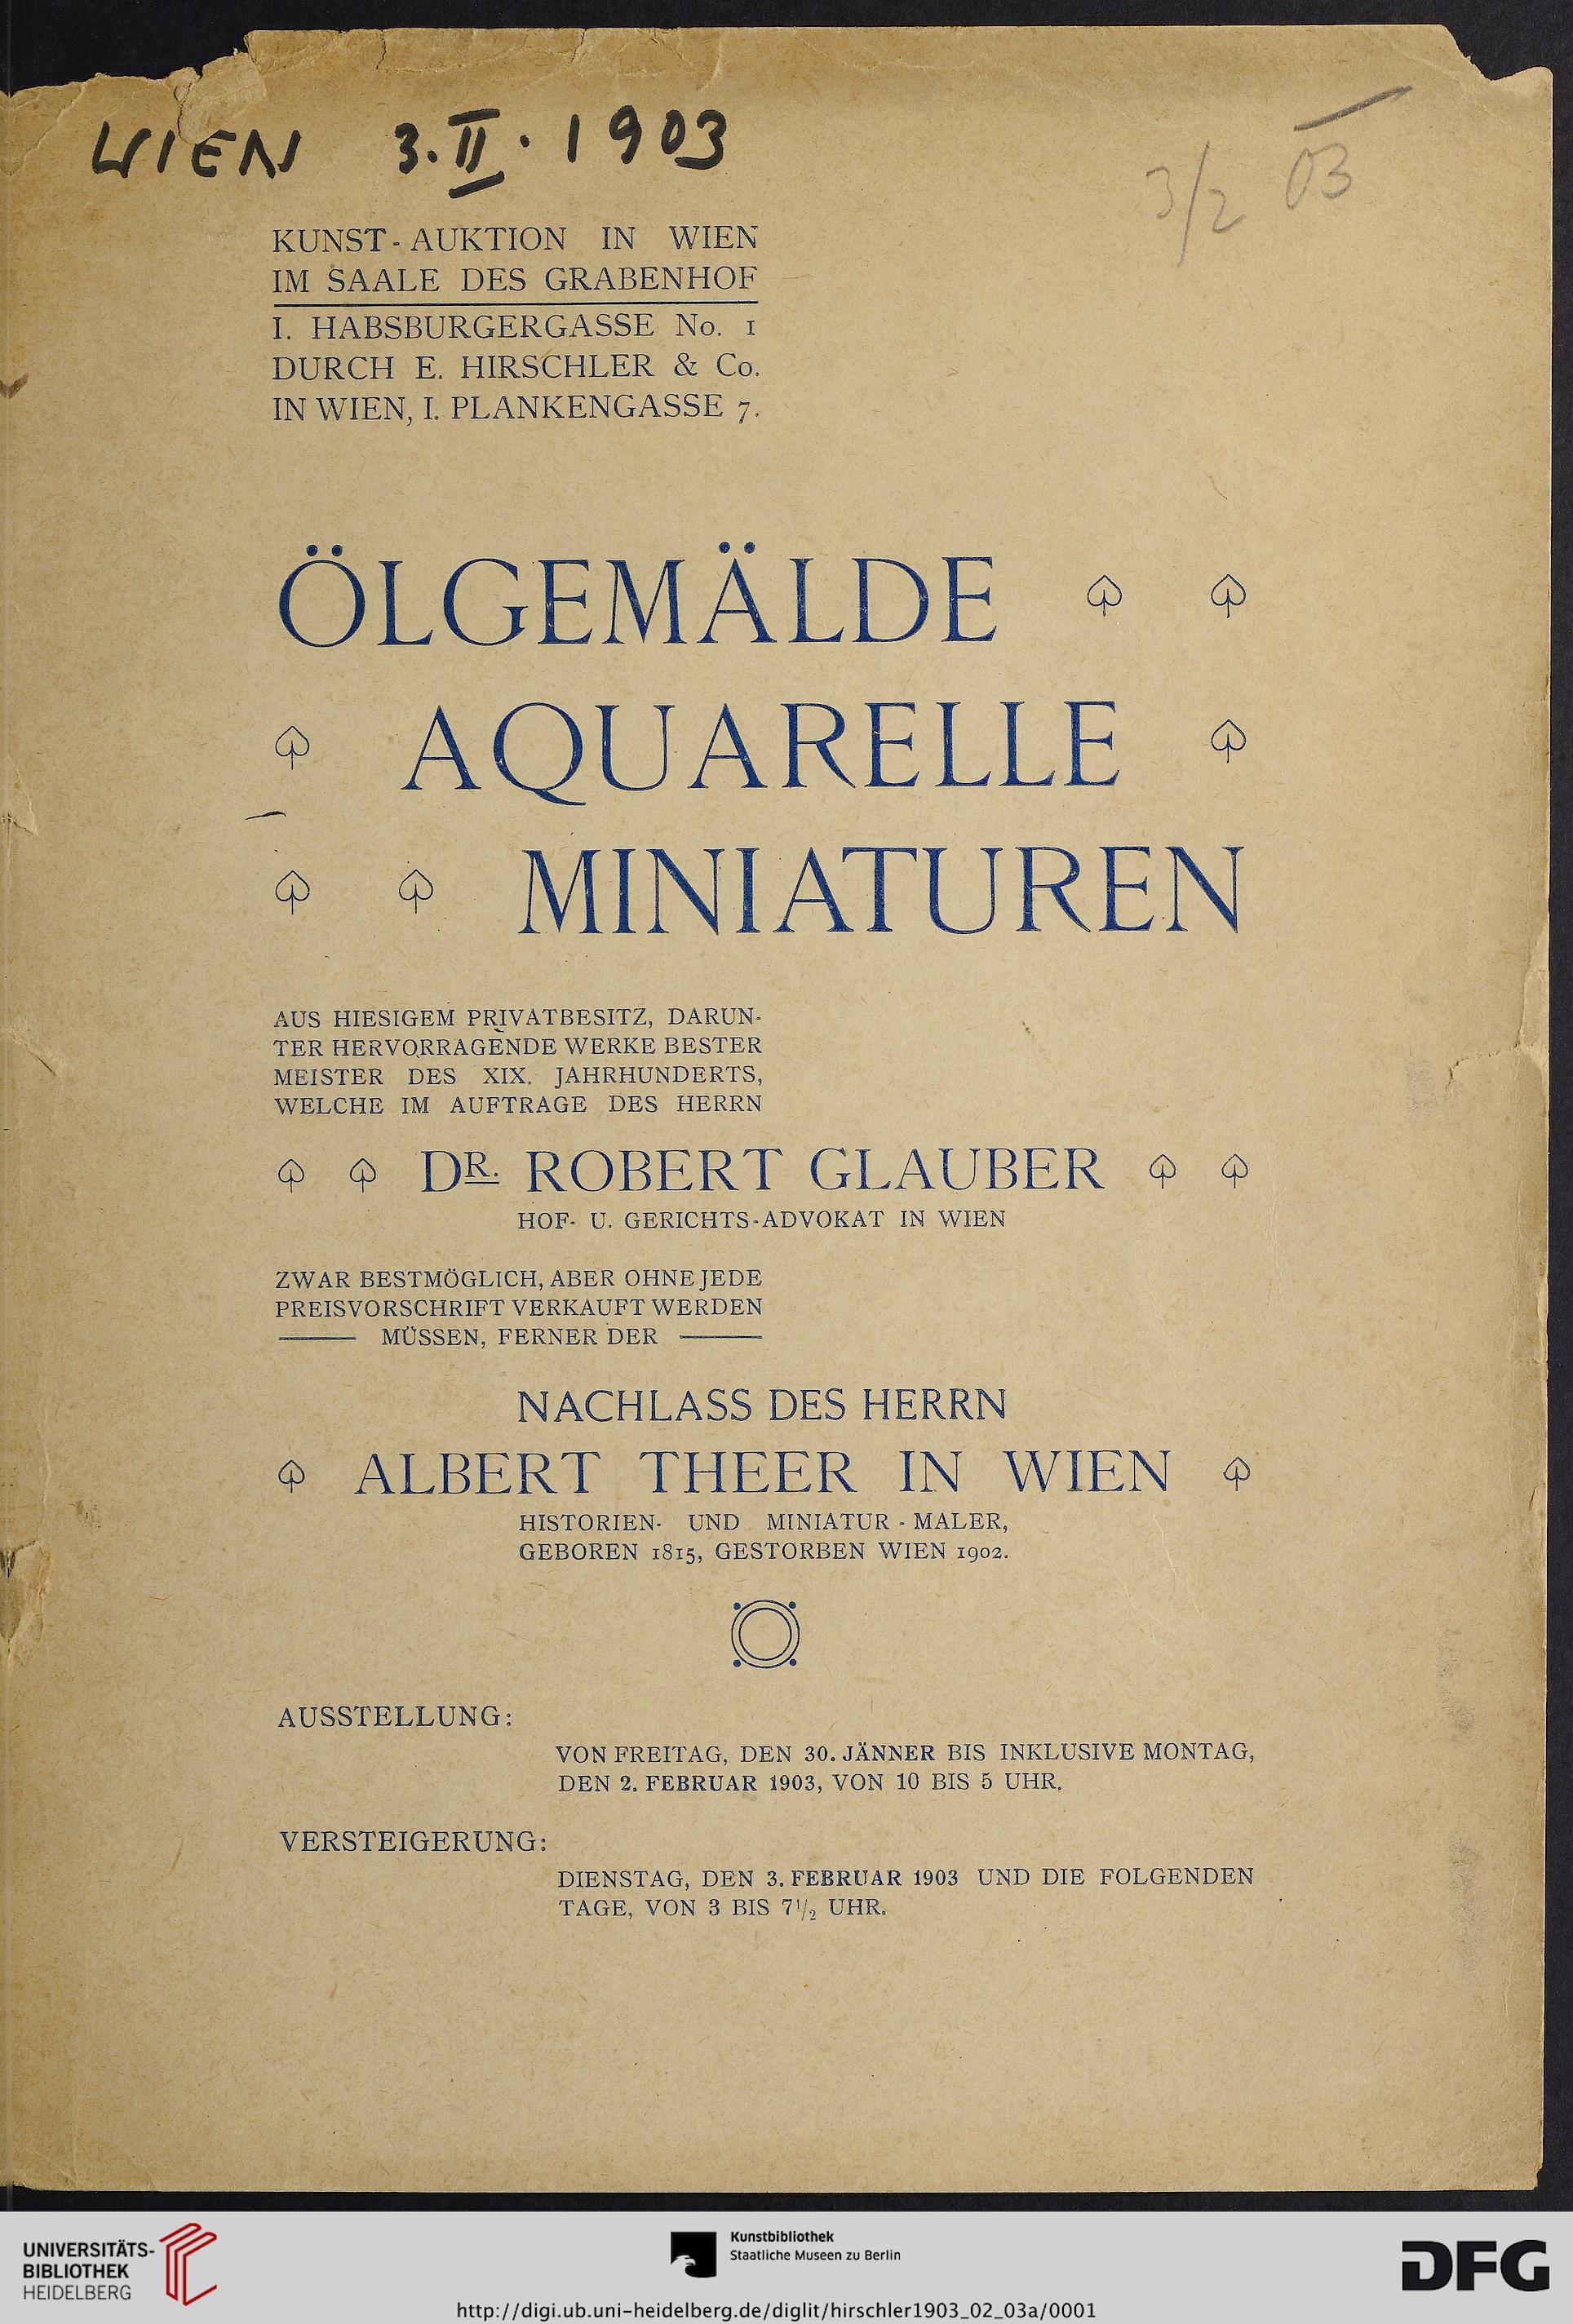 WIEN 3.II.1903
3/2 03
KUNST-AUKTION IN WIEN
IM SAALE DES GRABENHOF
I. HABSBURGERGASSE No. 1
DURCH E. HIRSCHLER & Co.
IN WIEN, I. PLANKENGASSE 7.
ÖLGEMÄLDE
AQUARELLE
MINIATUREN
AUS HIESIGEM PRIVATBESITZ, DARUN-
TER HERVORRAGENDE WERKE BESTER
MEISTER DES XIX. JAHRHUNDERTS,
WELCHE IM AUFTRAGE DES HERRN
DR. ROBERT GLAUBER
HOF- U. GERICHTS-ADVOKAT IN WIEN
ZWAR BESTMÖGLICH, ABER OHNE JEDE
PREISVORSCHRIFT VERKAUFT WERDEN
MÜSSEN, FERNER DER
NACHLASS DES HERRN
ALBERT THEER IN WIEN
HISTORIEN- UND MINIATUR-MALER,
GEBOREN 1815, GESTORBEN WIEN 1902.
AUSSTELLUNG:
VON FREITAG, DEN 30. JÄNNER BIS INKLUSIVE MONTAG,
DEN 2. FEBRUAR 1903, VON 10 BIS 5 UHR.
VERSTEIGERUNG:
DIENSTAG, DEN 3. FEBRUAR 1903 UND DIE FOLGENDEN
TAGE, VON 3 BIS 7 1/2 UHR.
UNIVERSITÄTS-
BIBLIOTHEK
HEIDELBERG
Kunstbibliothek
Staatliche Museen zu Berlin
DFG
http://digi.ub.uni-heidelberg.de/diglit/hirschler1903_02_03a/0001